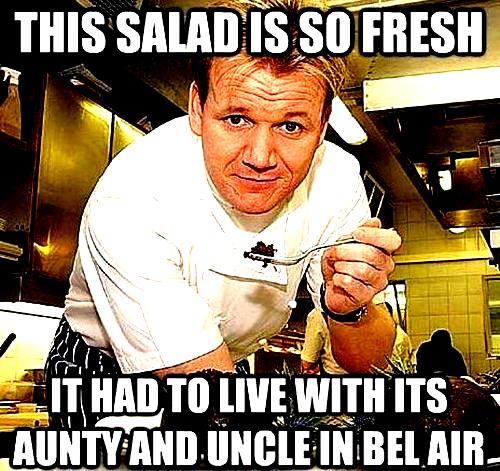 THIS SALAD IS SO FRESH
IT HAD TO LIVE WITH ITS
AUNTY AND UNCLE IN BEL AIR